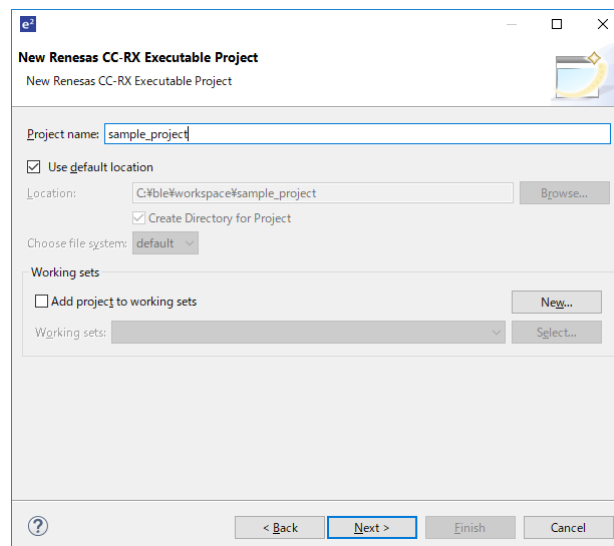 e²
New Renesas CC-RX Executable Project
New Renesas CC-RX Executable Project
Project name: sample_project
Use default location
Location: C:¥ble¥workspace¥sample_project Browse...
Create Directory for Project
Choose file system: default
Working sets
Add project to working sets New...
Working sets: Select...
? < Back Next > Finish Cancel